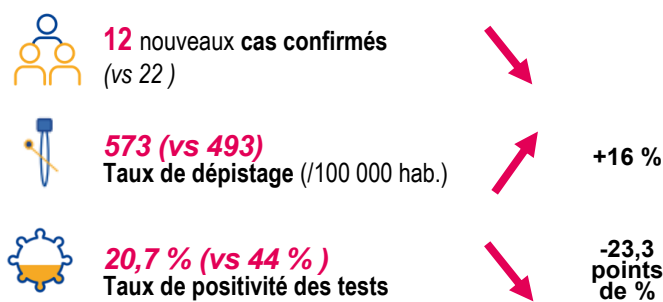 12 nouveaux cas confirmés
(vs 22 )
573 (vs 493)
Taux de dépistage (/100 000 hab.)
+16 %
20,7 % (vs 44 % )
Taux de positivité des tests
-23,3
points
de %